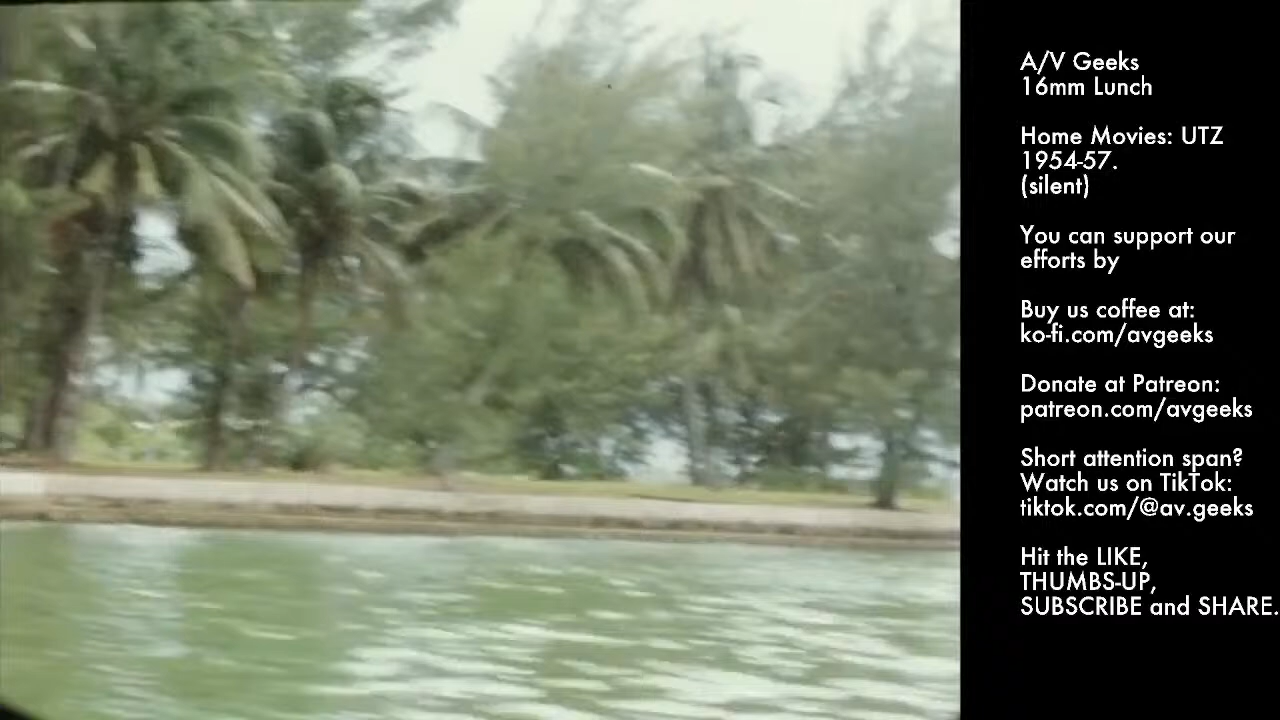 A/V Geeks
16mm Lunch
Home Movies: UTZ
1954-57.
(silent)
You can support our
efforts by
Buy us coffee at:
ko-fi.com/avgeeks
Donate at Patreon:
patreon.com/avgeeks
Short attention span?
Watch us on TikTok:
tiktok.com/@av.geeks
Hit the LIKE,
THUMBS-UP,
SUBSCRIBE and SHARE.